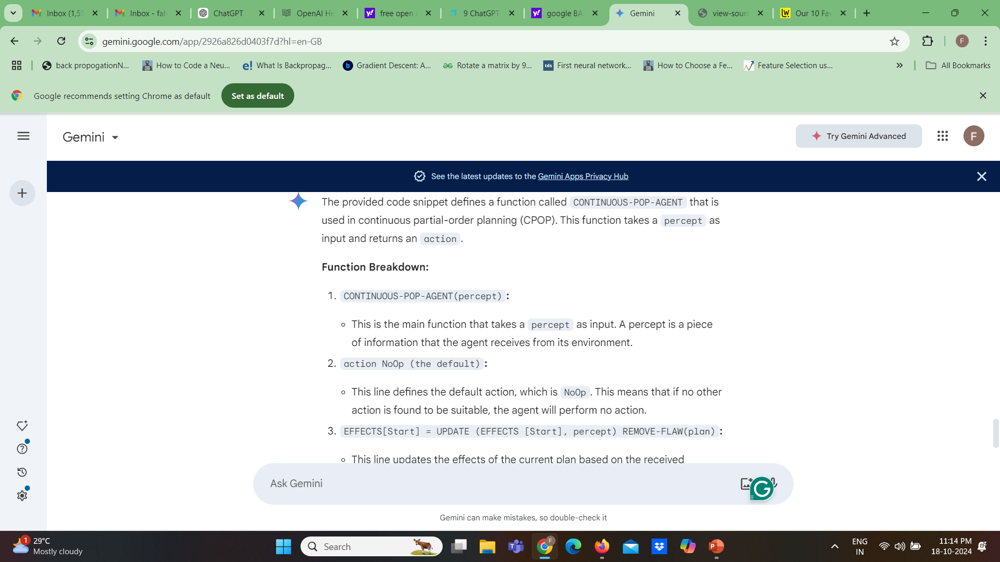 Inbox (1,55
Inbox - fah
ChatGPT
OpenAI He
free open
9 ChatGPT
google BA
Gemini
view-sourc
Our 10 Fav
gemini.google.com/app/2926a826d0403f7d?hl=en-GB
F
back propogationN...
How to Code a Neu...
What Is Backpropag...
Gradient Descent: A...
Rotate a matrix by 9...
tds
First neural network...
How to Choose a Fe...
Feature Selection us...
All Bookmarks
Google recommends setting Chrome as default
Set as default
Gemini
Try Gemini Advanced
F
See the latest updates to the Gemini Apps Privacy Hub
The provided code snippet defines a function called CONTINUOUS-POP-AGENT that is
used in continuous partial-order planning (CPOP). This function takes a percept as
input and returns an action.
Function Breakdown:
1. CONTINUOUS-POP-AGENT(percept):
This is the main function that takes a percept as input. A percept is a piece
of information that the agent receives from its environment.
2. action NoOp (the default):
This line defines the default action, which is NoOp. This means that if no other
action is found to be suitable, the agent will perform no action.
3. EFFECTS[Start] = UPDATE (EFFECTS [Start], percept) REMOVE-FLAW(plan):
This line updates the effects of the current plan based on the received
Ask Gemini
Gemini can make mistakes, so double-check it
1
29°C
Mostly cloudy
Search
F
ENG
IN
11:14 PM
18-10-2024